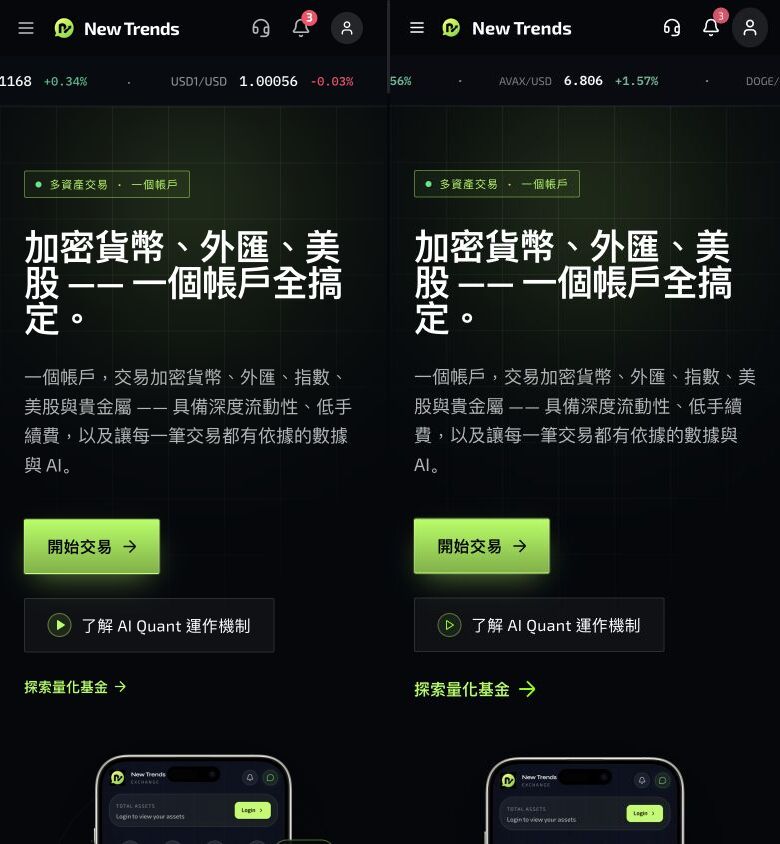 New Trends
3
1168 +0.34% · USD1/USD 1.00056 -0.03%
多資產交易 · 一個帳戶
加密貨幣、外匯、美
股 —— 一個帳戶全搞
定。
一個帳戶，交易加密貨幣、外匯、指數、
美股與貴金屬 —— 具備深度流動性、低手
續費，以及讓每一筆交易都有依據的數據
與 AI。
開始交易 →
了解 AI Quant 運作機制
探索量化基金 →
New Trends
EXCHANGE
TOTAL ASSETS
Login to view your assets
Login >
New Trends
3
56% · AVAX/USD 6.806 +1.57% · DOGE/
多資產交易 · 一個帳戶
加密貨幣、外匯、美
股 —— 一個帳戶全搞
定。
一個帳戶，交易加密貨幣、外匯、指數、美
股與貴金屬 —— 具備深度流動性、低手續
費，以及讓每一筆交易都有依據的數據與
AI。
開始交易 →
了解 AI Quant 運作機制
探索量化基金 →
New Trends
EXCHANGE
TOTAL ASSETS
Login to view your assets
Login >